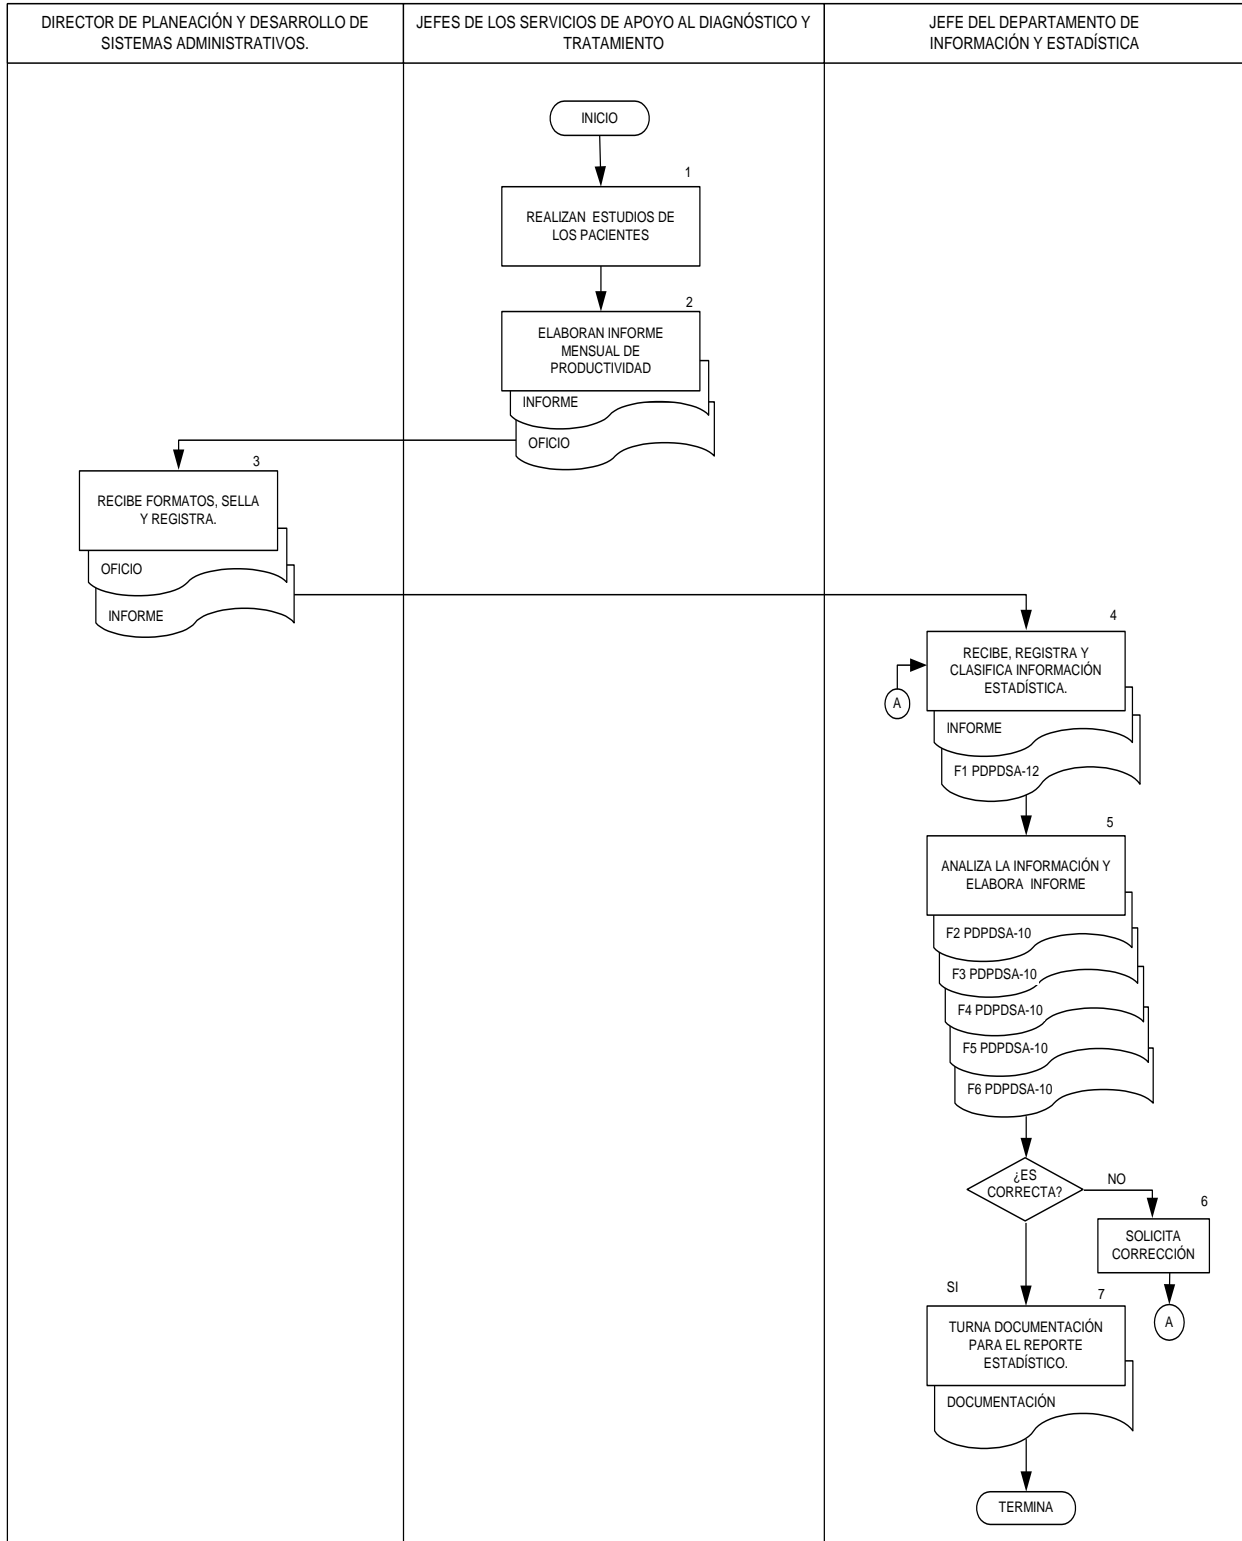 DIRECTOR DE PLANEACIÓN Y DESARROLLO DE
SISTEMAS ADMINISTRATIVOS.
JEFES DE LOS SERVICIOS DE APOYO AL DIAGNÓSTICO Y
TRATAMIENTO
JEFE DEL DEPARTAMENTO DE
INFORMACIÓN Y ESTADÍSTICA
INICIO
1
REALIZAN ESTUDIOS DE
LOS PACIENTES
2
ELABORAN INFORME
MENSUAL DE
PRODUCTIVIDAD
INFORME
OFICIO
3
RECIBE FORMATOS, SELLA
Y REGISTRA.
OFICIO
INFORME
4
RECIBE, REGISTRA Y
CLASIFICA INFORMACIÓN
ESTADÍSTICA.
A
INFORME
F1 PDPDSA-12
5
ANALIZA LA INFORMACIÓN Y
ELABORA INFORME
F2 PDPDSA-10
F3 PDPDSA-10
F4 PDPDSA-10
F5 PDPDSA-10
F6 PDPDSA-10
¿ES
CORRECTA?
NO
6
SOLICITA
CORRECCIÓN
A
SI
7
TURNA DOCUMENTACIÓN
PARA EL REPORTE
ESTADÍSTICO.
DOCUMENTACIÓN
TERMINA